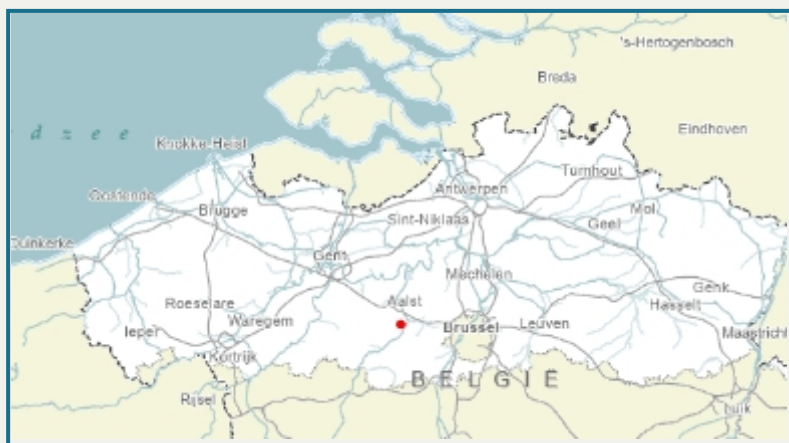 's-Hertogenbosch
Breda
d z e e
Eindhoven
Knokke-Heist
Turnhout
Antwerpen
Oostende
Brugge
Mol
Sint-Niklaas
Geel
Duinkerke
Gent
Mechelen
Genk
Aalst
Roeselare
Hasselt
Waregem
Brussel
Leuven
Ieper
Maastricht
Kortrijk
BELGIË
Rijsel
Luik